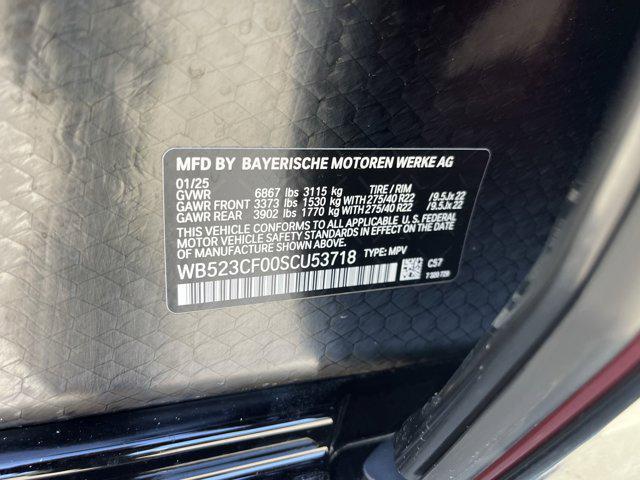 MFD BY BAYERISCHE MOTOREN WERKE AG
01/25
GVWR 6867 lbs 3115 kg TIRE / RIM
GAWR FRONT 3373 lbs 1530 kg WITH 275/40 R22 /9.5Jx22
GAWR REAR 3902 lbs 1770 kg WITH 275/40 R22 /9.5Jx22
THIS VEHICLE CONFORMS TO ALL APPLICABLE U.S. FEDERAL
MOTOR VEHICLE SAFETY STANDARDS IN EFFECT ON THE
DATE OF MANUFACTURE SHOWN ABOVE.
WB523CF00SCU53718 TYPE: MPV
C57